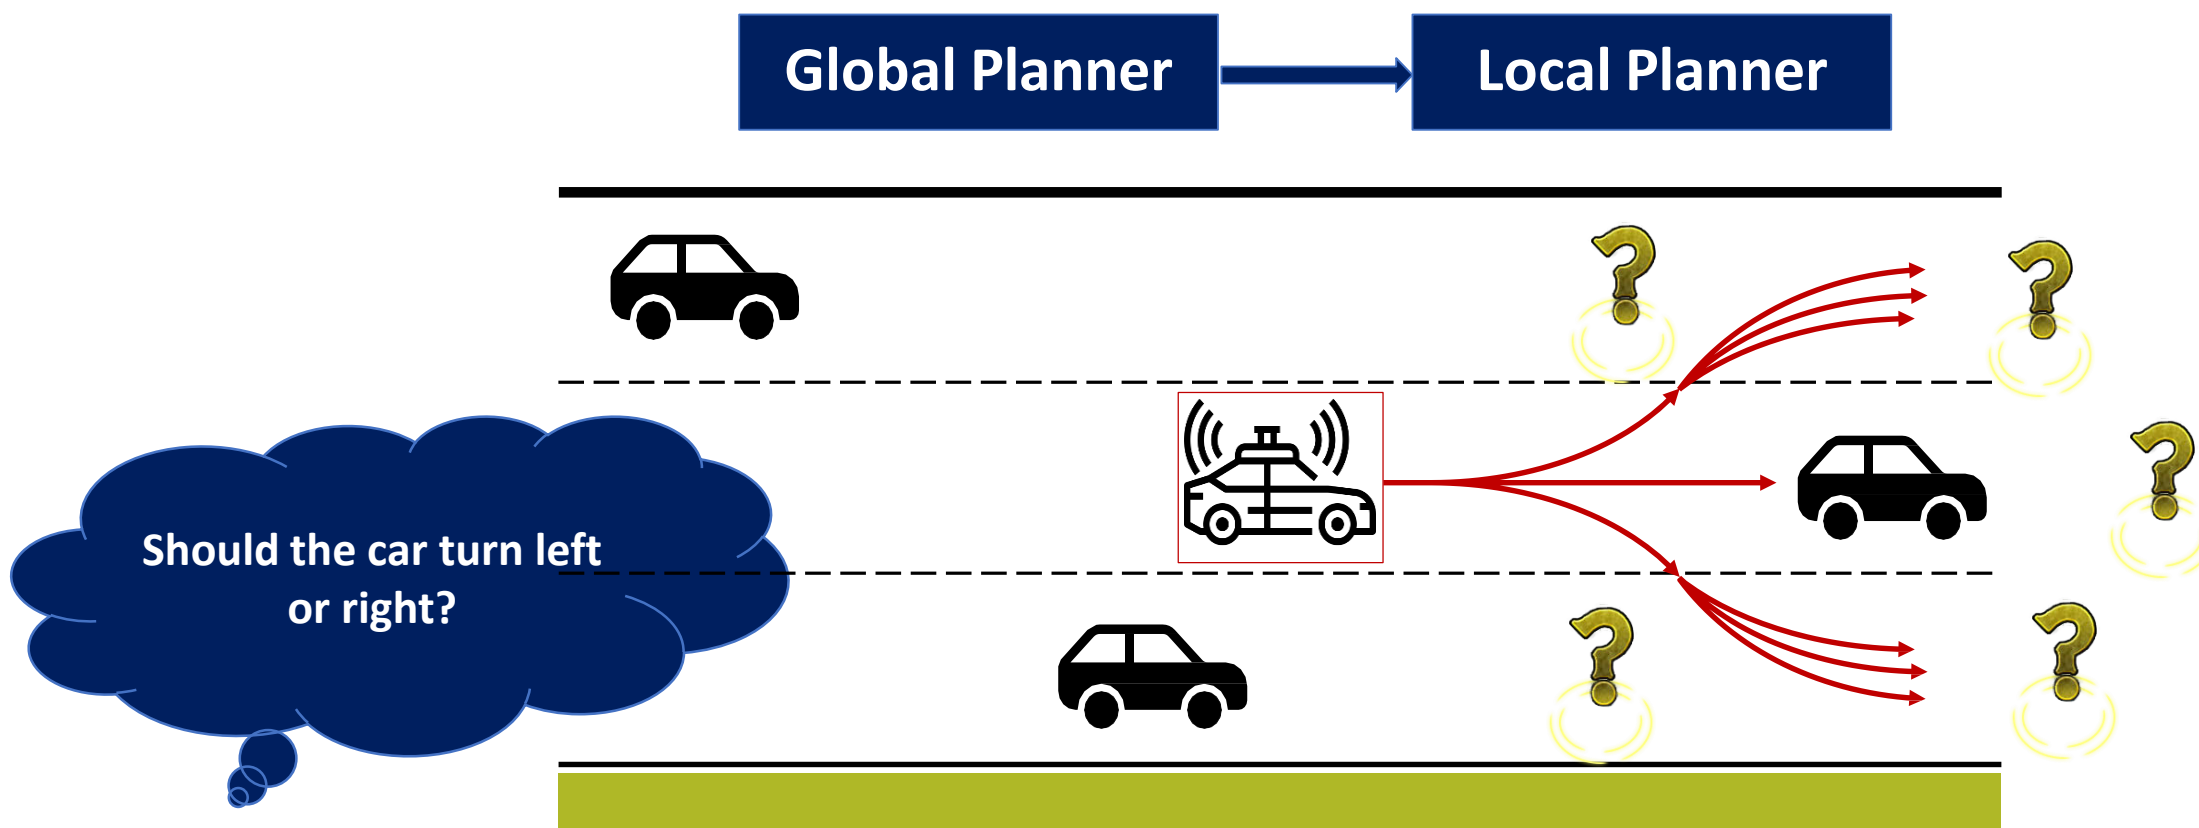 Global Planner
Local Planner
Should the car turn left
or right?
?
?
?
?
?